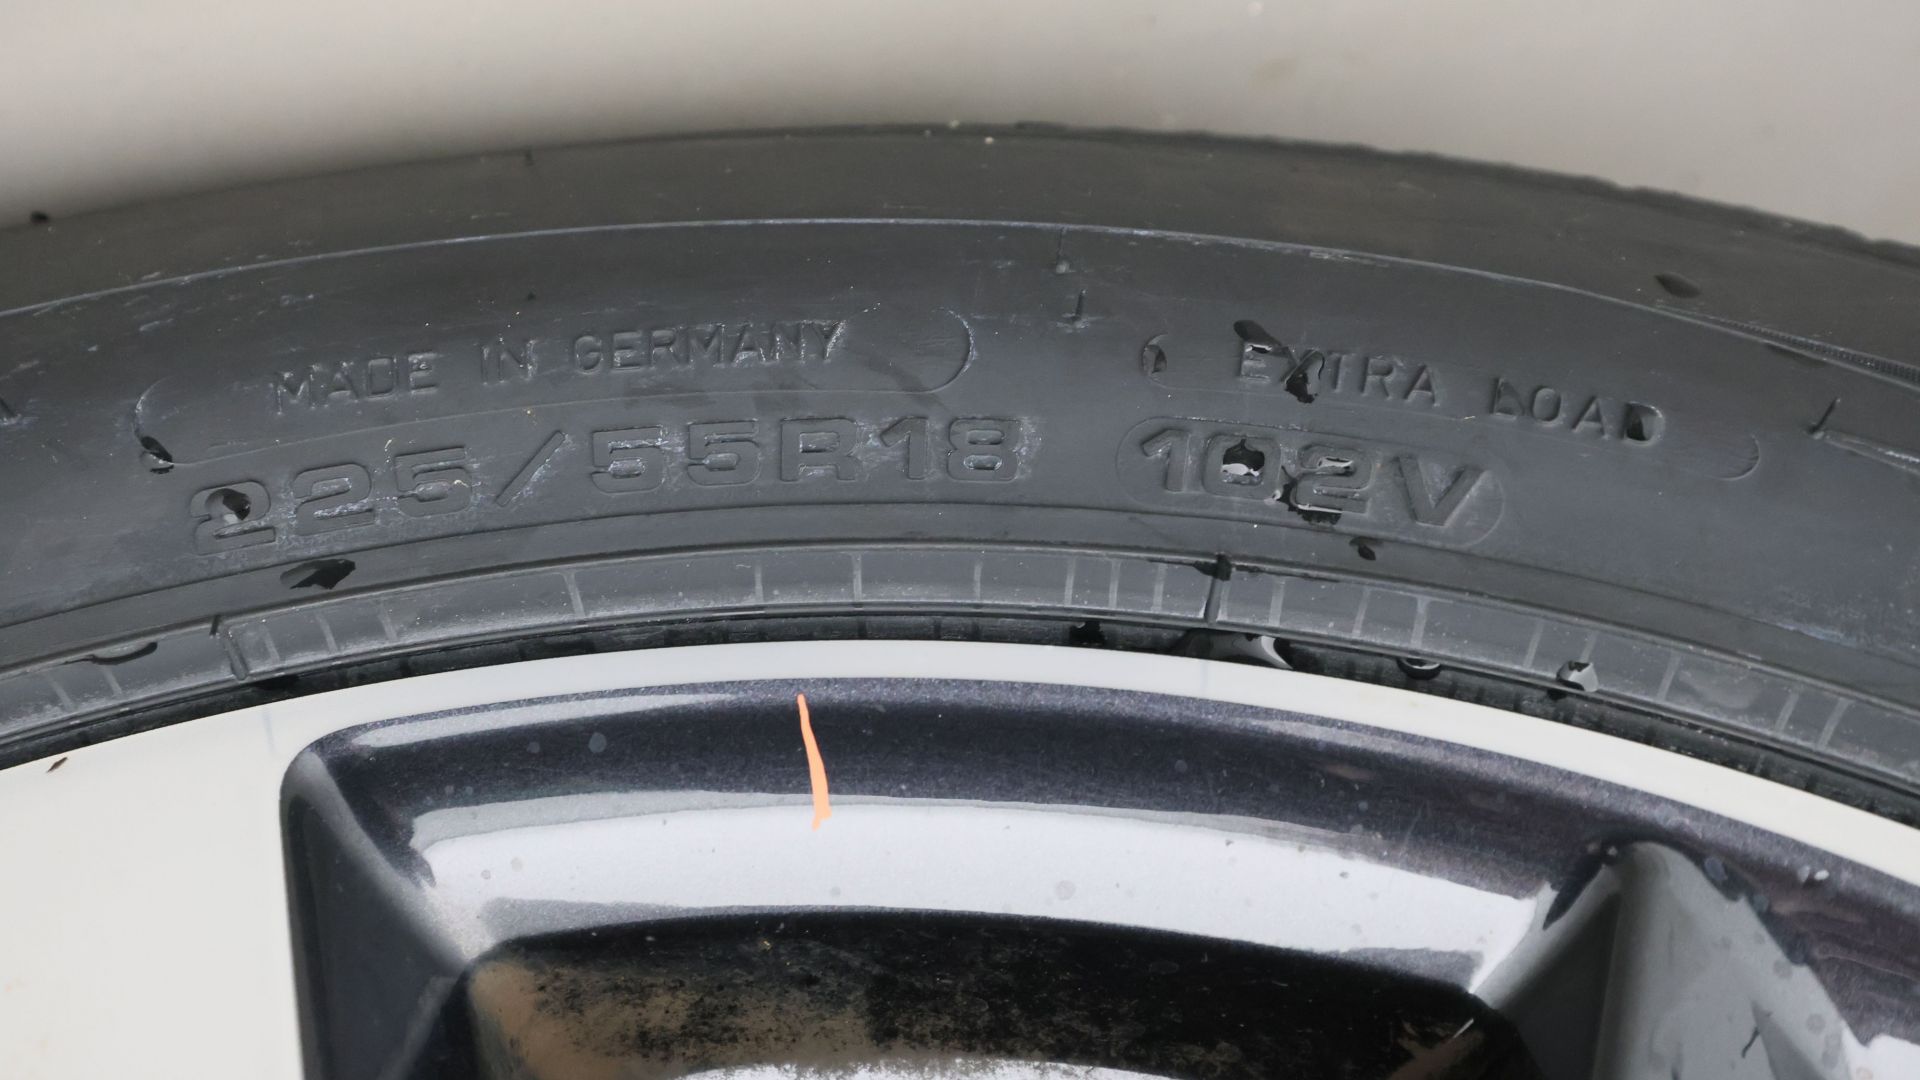 MADE IN GERMANY
EXTRA LOAD
225/55R18 102V